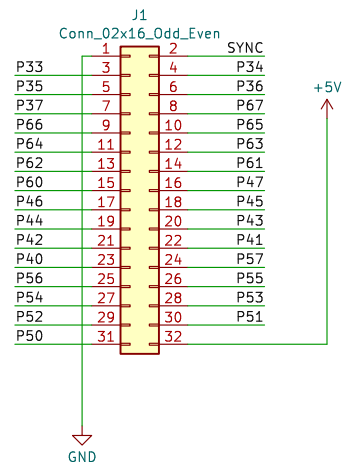 J1
Conn_02x16_Odd_Even
1 2 SYNC
P33 3 4 P34
P35 5 6 P36
+5V
P37 7 8 P67
P66 9 10 P65
P64 11 12 P63
P62 13 14 P61
P60 15 16 P47
P46 17 18 P45
P44 19 20 P43
P42 21 22 P41
P40 23 24 P57
P56 25 26 P55
P54 27 28 P53
P52 29 30 P51
P50 31 32
GND